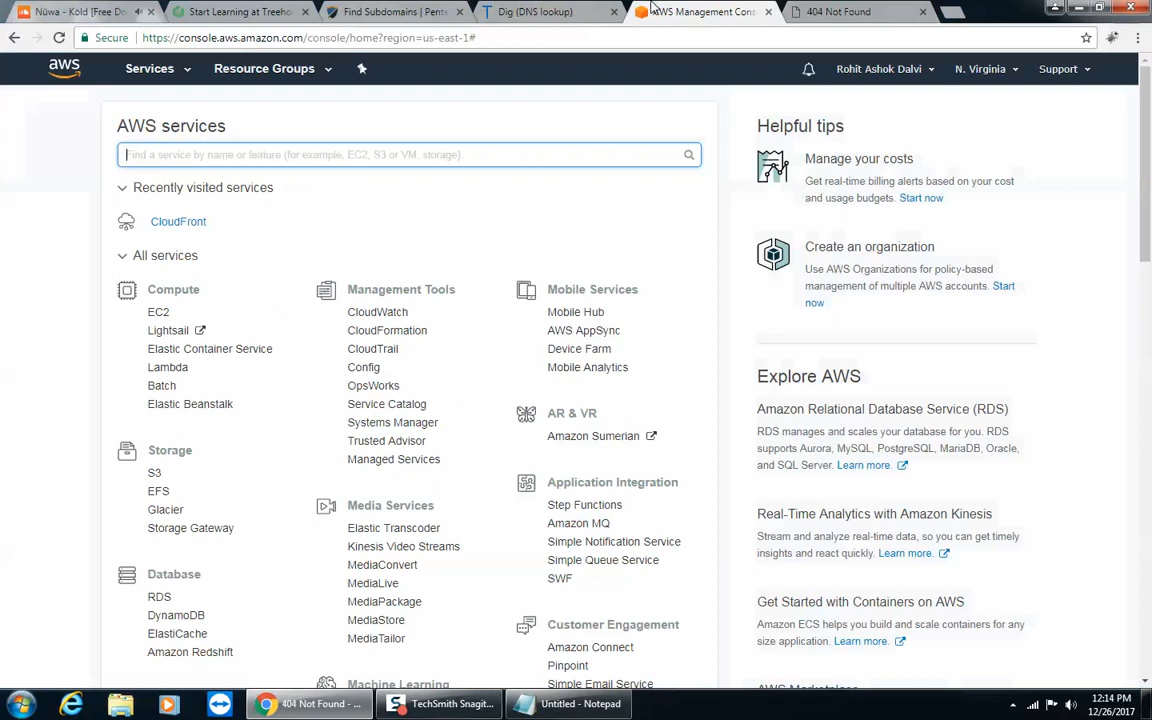 Nüwa - Köld [Free Do
Start Learning at Treeho
Find Subdomains | Pente
Dig (DNS lookup)
AWS Management Cons
404 Not Found
Secure
https://console.aws.amazon.com/console/home?region=us-east-1#
aws
Services
Resource Groups
Rohit Ashok Dalvi
N. Virginia
Support
AWS services
Find a service by name or feature (for example, EC2, S3 or VM, storage).
Recently visited services
CloudFront
All services
Compute
EC2
Lightsail
Elastic Container Service
Lambda
Batch
Elastic Beanstalk
Storage
S3
EFS
Glacier
Storage Gateway
Database
RDS
DynamoDB
ElastiCache
Amazon Redshift
Management Tools
CloudWatch
CloudFormation
CloudTrail
Config
OpsWorks
Service Catalog
Systems Manager
Trusted Advisor
Managed Services
Media Services
Elastic Transcoder
Kinesis Video Streams
MediaConvert
MediaLive
MediaPackage
MediaStore
MediaTailor
Machine Learning
Mobile Services
Mobile Hub
AWS AppSync
Device Farm
Mobile Analytics
AR & VR
Amazon Sumerian
Application Integration
Step Functions
Amazon MQ
Simple Notification Service
Simple Queue Service
SWF
Customer Engagement
Amazon Connect
Pinpoint
Simple Email Service
Helpful tips
Manage your costs
Get real-time billing alerts based on your cost
and usage budgets. Start now
Create an organization
Use AWS Organizations for policy-based
management of multiple AWS accounts. Start
now
Explore AWS
Amazon Relational Database Service (RDS)
RDS manages and scales your database for you. RDS
supports Aurora, MySQL, PostgreSQL, MariaDB, Oracle,
and SQL Server. Learn more.
Real-Time Analytics with Amazon Kinesis
Stream and analyze real-time data, so you can get timely
insights and react quickly. Learn more.
Get Started with Containers on AWS
Amazon ECS helps you build and scale containers for any
size application. Learn more.
AWS Marketplace
404 Not Found - ...
TechSmith Snagit...
Untitled - Notepad
12:14 PM
12/26/2017